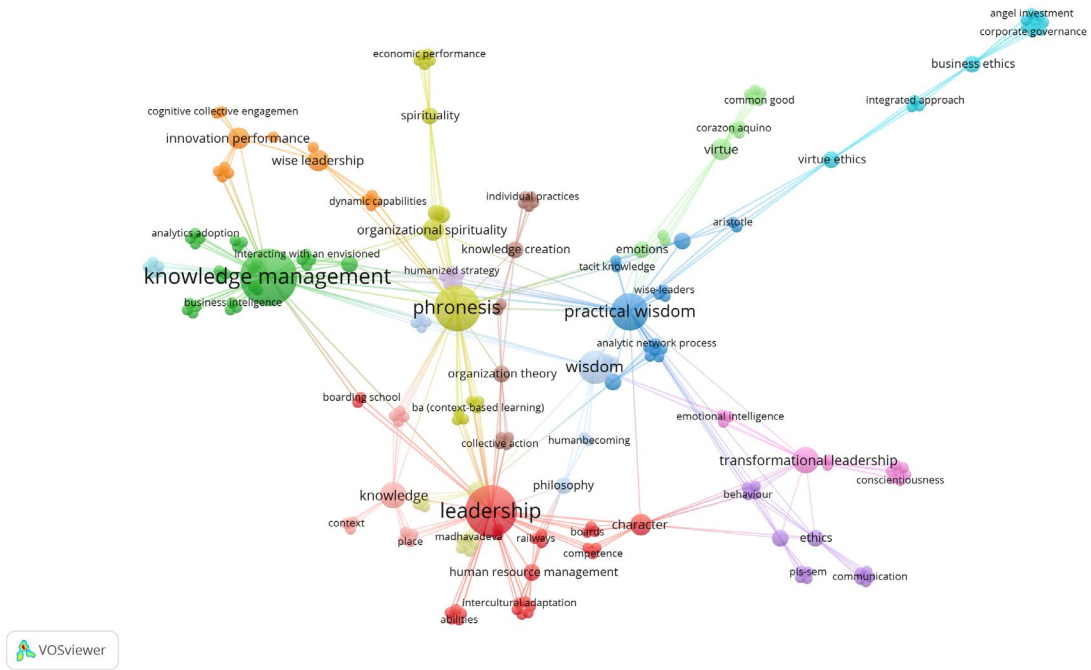 angel investment
corporate governance
economic performance
business ethics
common good
integrated approach
cognitive collective engagemen
spirituality
corazon aquino
innovation performance
virtue
wise leadership
virtue ethics
individual practices
dynamic capabilities
aristotle
analytics adoption
organizational spirituality
interacting with an envisioned
knowledge creation
emotions
humanized strategy
tacit knowledge
knowledge management
wise-leaders
business inteligence
phronesis
practical wisdom
analytic network process
organization theory
wisdom
boarding school
ba (context-based learning)
emotional intelligence
collective action
humanbecoming
transformational leadership
conscientiousness
philosophy
knowledge
behaviour
leadership
context
character
boards
place
madhavadeva
railways
ethics
competence
human resource management
pls-sem
communication
intercultural adaptation
abilities
VOSviewer